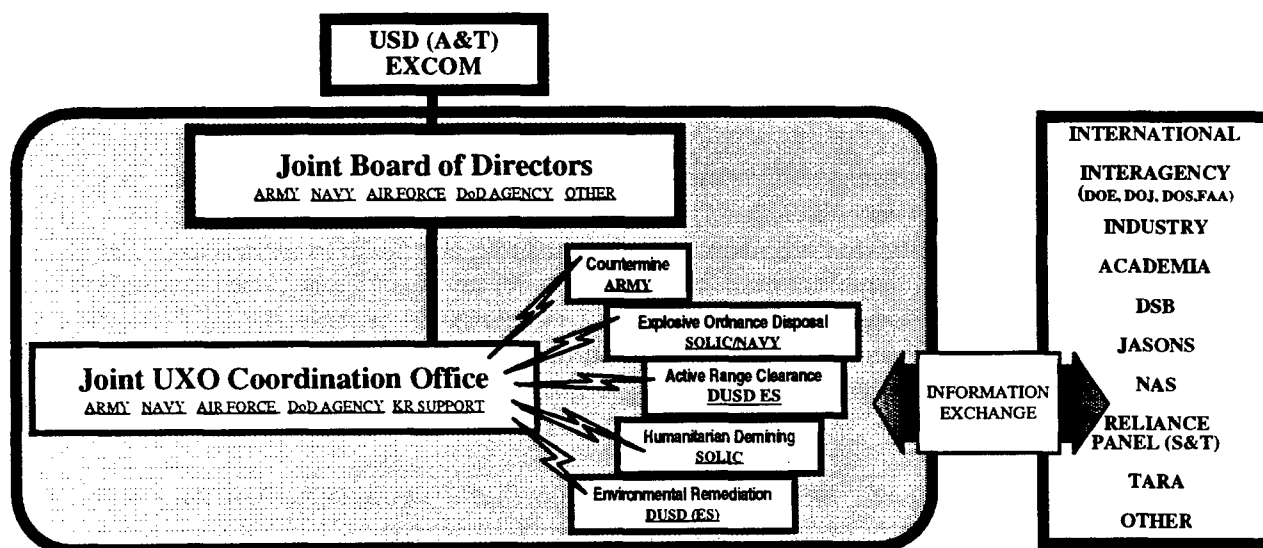 USD (A&T)
EXCOM
Joint Board of Directors
ARMY NAVY AIR FORCE DoD AGENCY OTHER
Countermine
ARMY
Explosive Ordnance Disposal
SOLIC/NAVY
Joint UXO Coordination Office
ARMY NAVY AIR FORCE DoD AGENCY KR SUPPORT
Active Range Clearance
DUSD ES
Humanitarian Demining
SOLIC
Environmental Remediation
DUSD (ES)
INFORMATION
EXCHANGE
INTERNATIONAL
INTERAGENCY
(DOE, DOJ, DOS,FAA)
INDUSTRY
ACADEMIA
DSB
JASONS
NAS
RELIANCE
PANEL (S&T)
TARA
OTHER